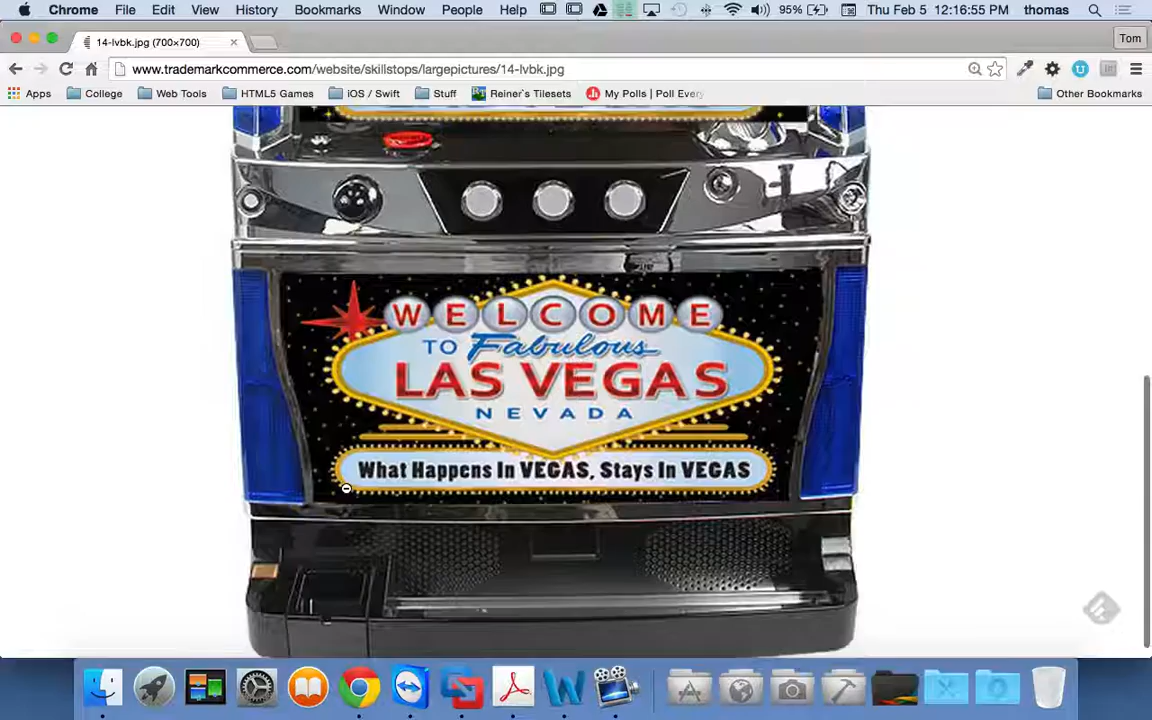 Chrome File Edit View History Bookmarks Window People Help 95% Thu Feb 5 12:16:55 PM thomas
14-lvbk.jpg (700×700) Tom
www.trademarkcommerce.com/website/skillstops/largepictures/14-lvbk.jpg
Apps College Web Tools HTML5 Games iOS / Swift Stuff Reiner's Tilesets My Polls | Poll Every Other Bookmarks
WELCOME
TO Fabulous
LAS VEGAS
NEVADA
What Happens In VEGAS, Stays In VEGAS